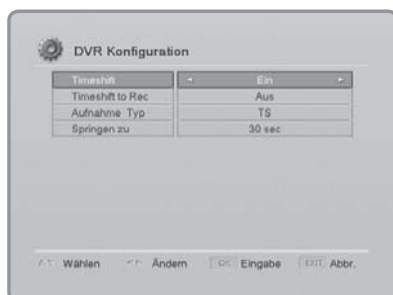 DVR Konfiguration
Timeshift Ein
Timeshift to Rec Aus
Aufnahme Typ TS
Springen zu 30 sec
Wählen Ändern OK Eingabe EXIT Abbr.